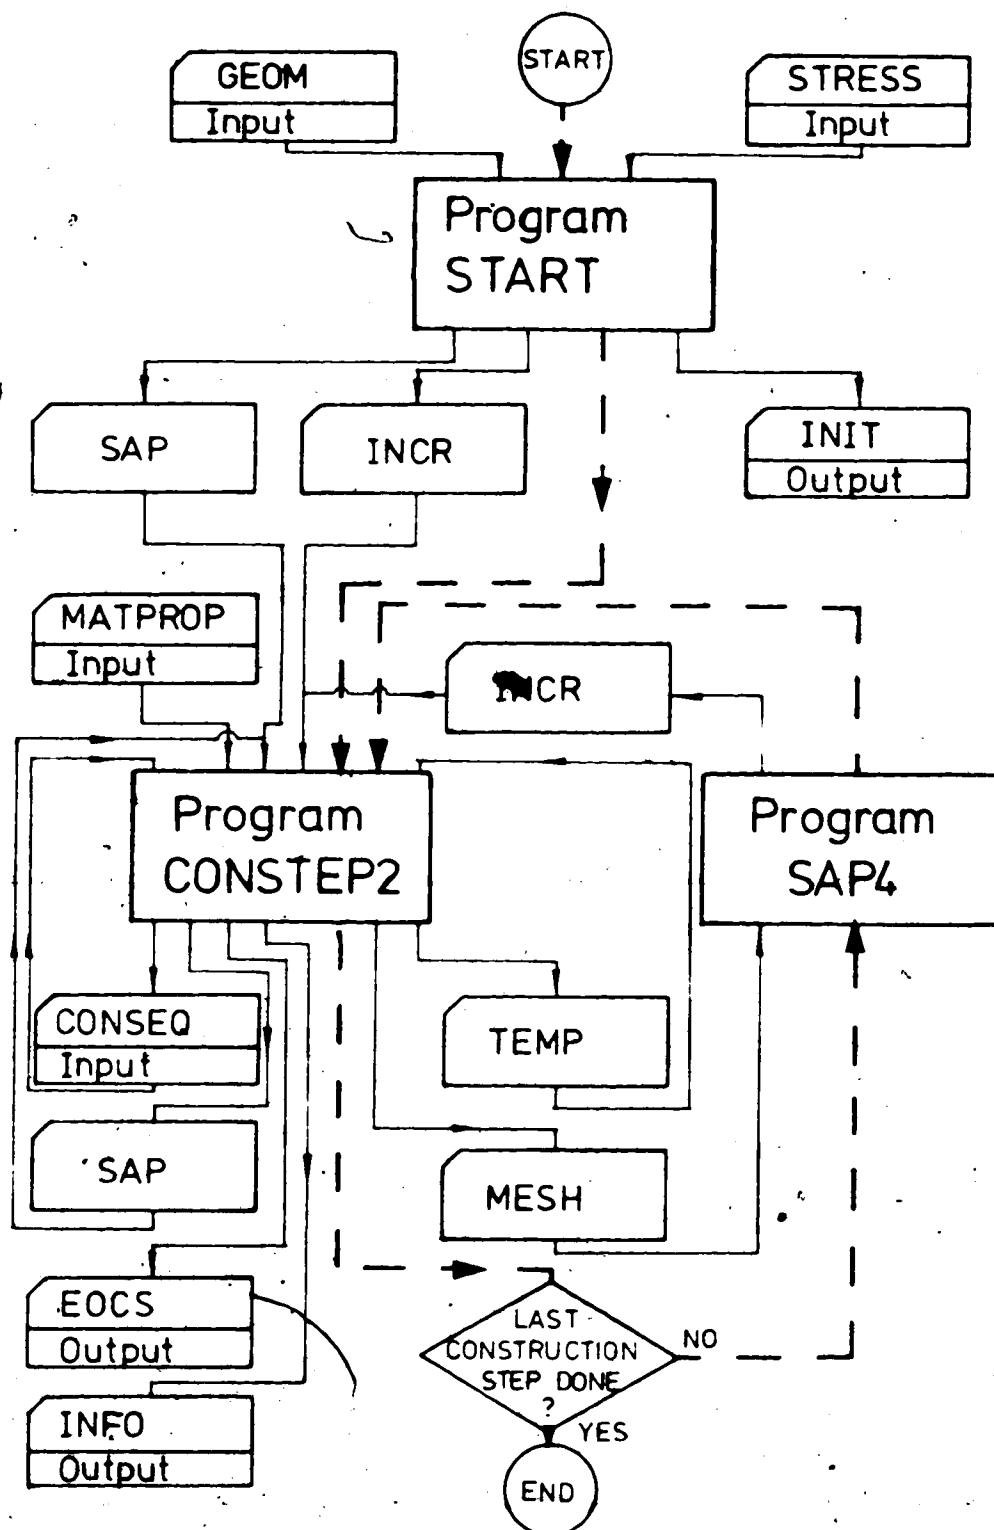 START
GEOM
Input
STRESS
Input
Program
START
SAP
INCR
INIT
Output
MATPROP
Input
INCR
Program
CONSTEP2
Program
SAP4
CONSEQ
Input
TEMP
SAP
MESH
EOCS
Output
LAST
CONSTRUCTION
STEP DONE
?
NO
YES
INFO
Output
END